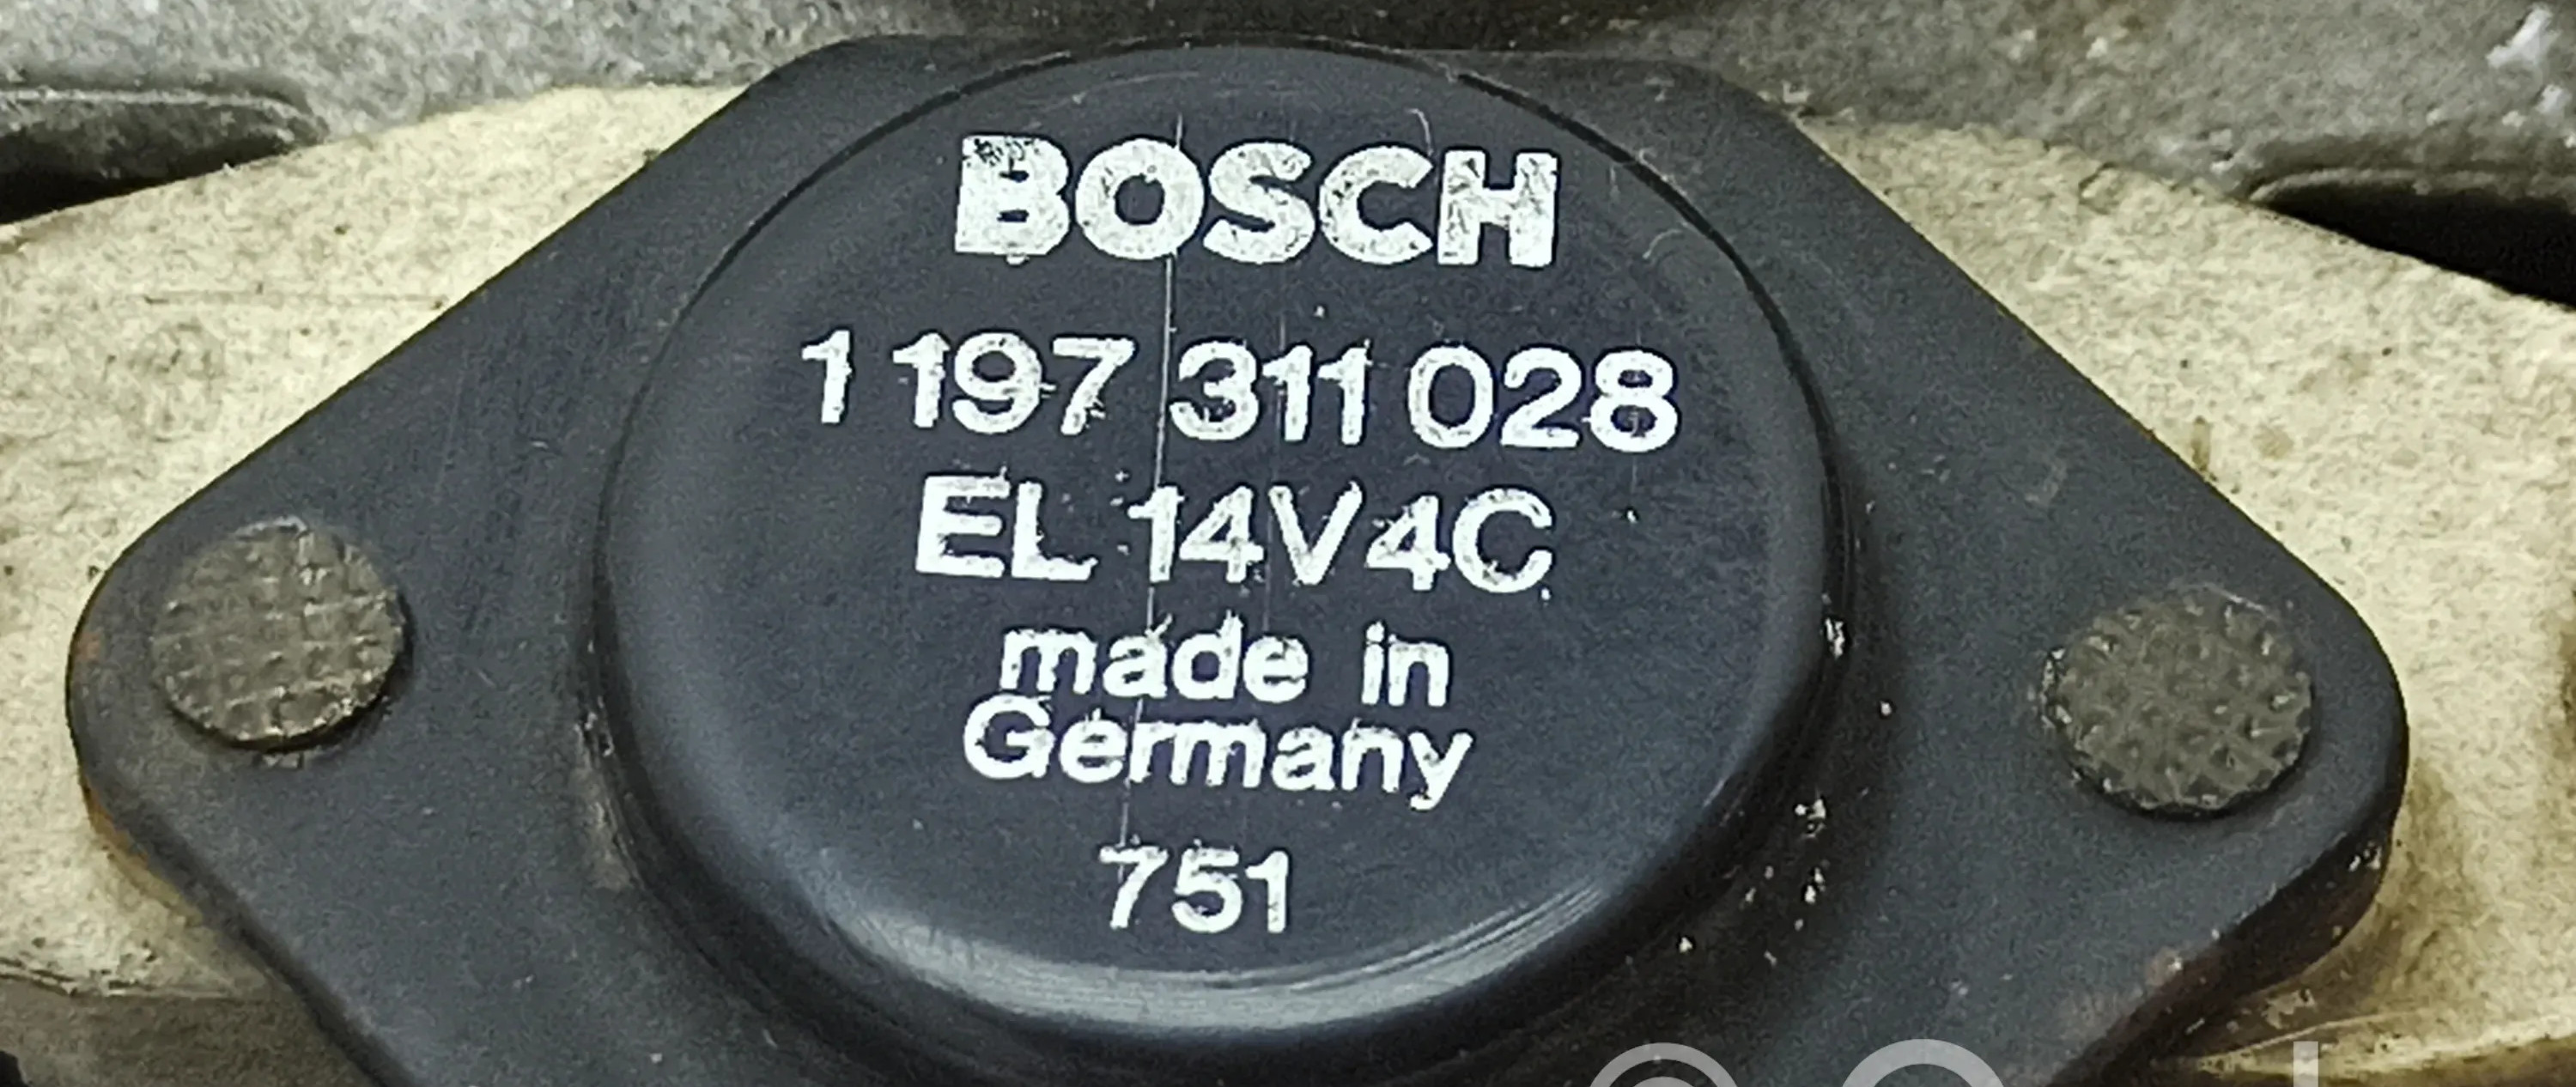 BOSCH
1 197 311 028
EL 14V4C
made in
Germany
751